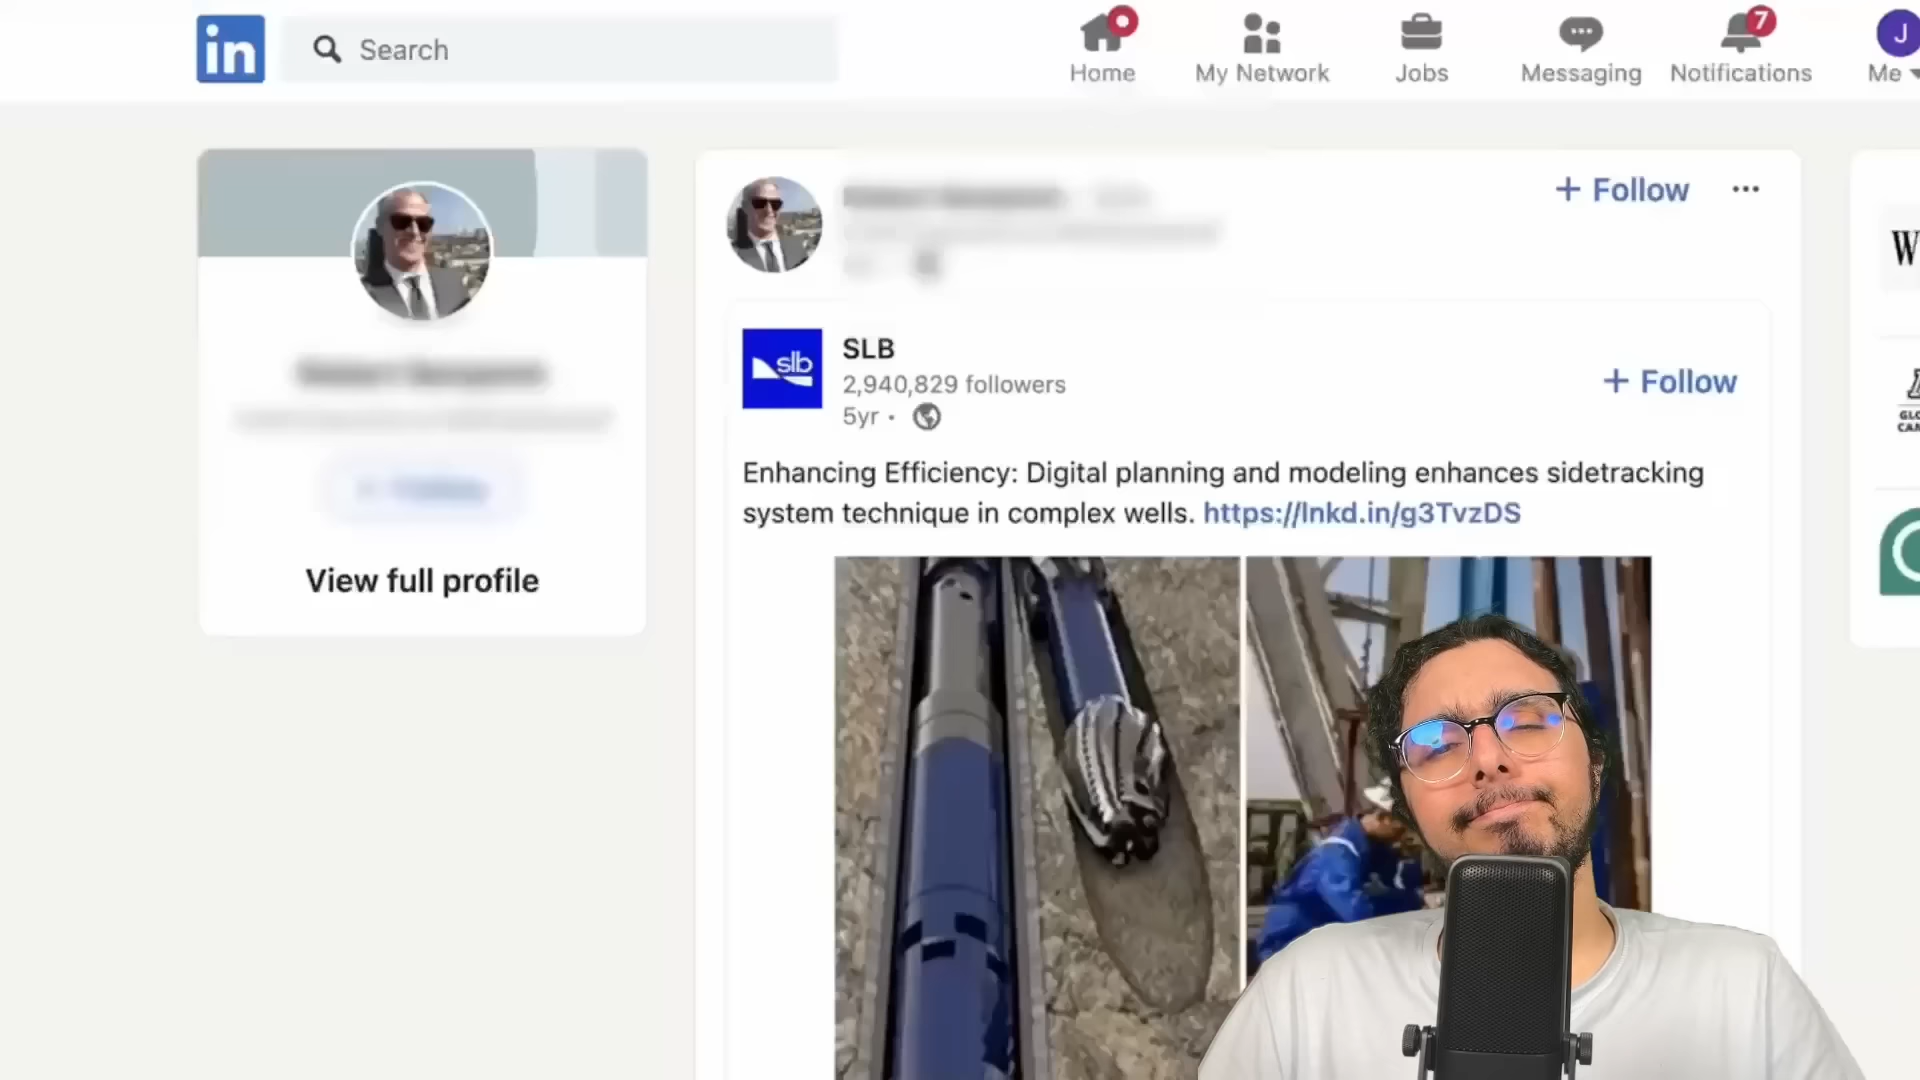 in
Search
Home
My Network
Jobs
Messaging
7
Notifications
J
Me
+ Follow
slb
SLB
2,940,829 followers
5yr •
+ Follow
Enhancing Efficiency: Digital planning and modeling enhances sidetracking
system technique in complex wells. https://lnkd.in/g3TvzDS
View full profile
W